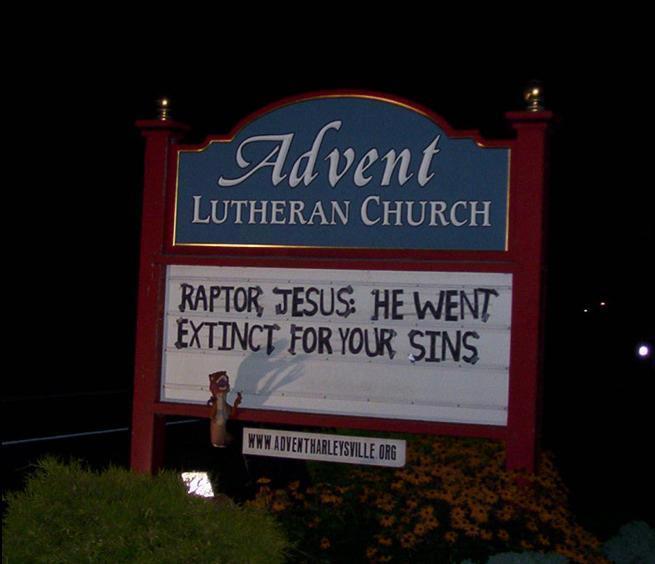 Advent
LUTHERAN CHURCH
RAPTOR JESUS: HE WENT
EXTINCT FOR YOUR SINS
WWW.ADVENTHARLEYSVILLE.ORG